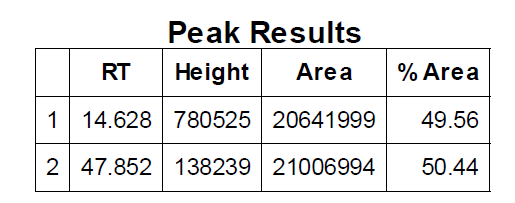 Peak Results
RT Height Area % Area
1 14.628 780525 20641999 49.56
2 47.852 138239 21006994 50.44